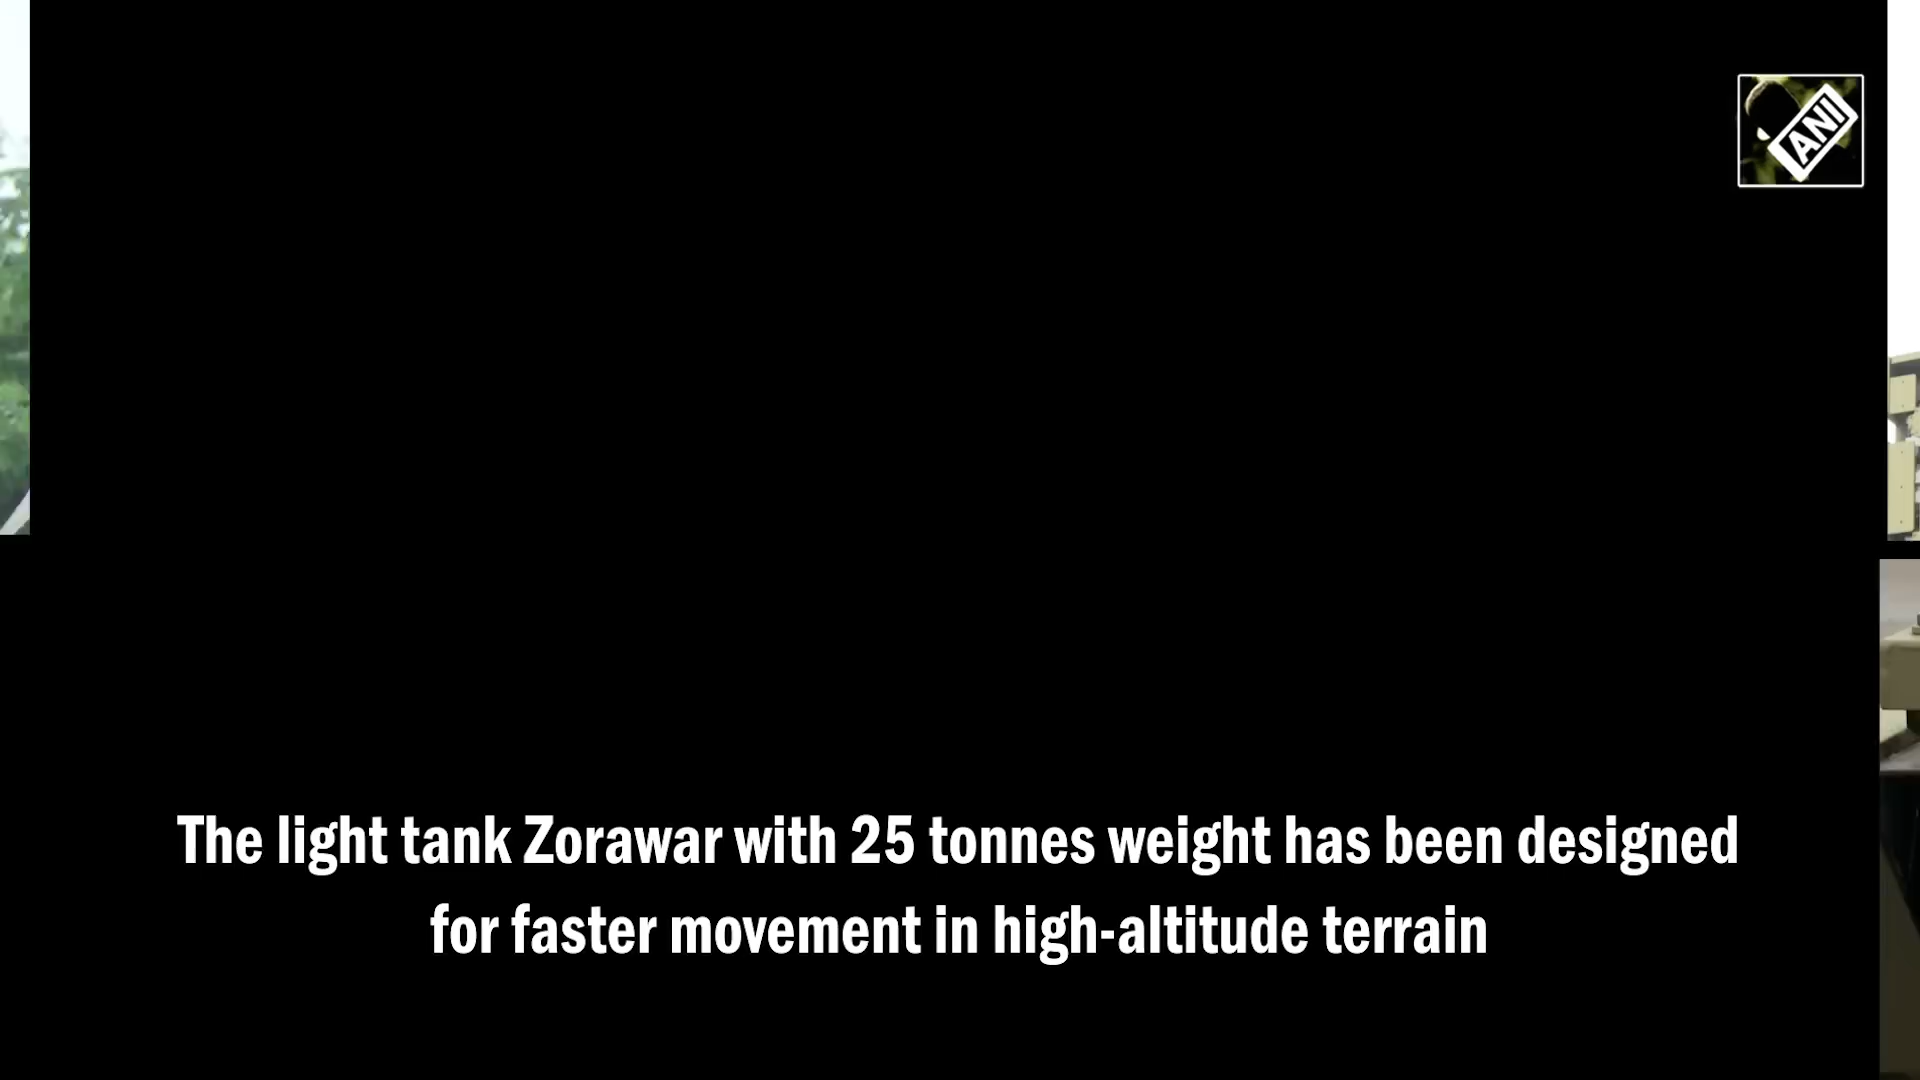 ANI
The light tank Zorawar with 25 tonnes weight has been designed
for faster movement in high-altitude terrain